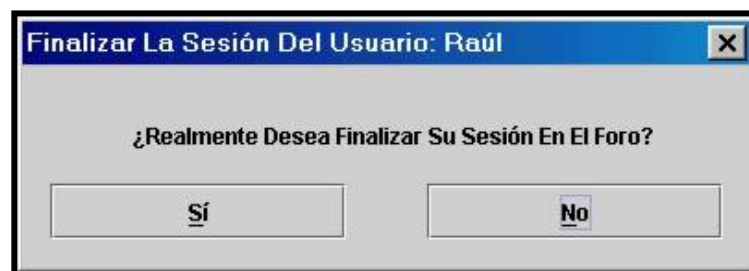 Finalizar La Sesión Del Usuario: Raúl
¿Realmente Desea Finalizar Su Sesión En El Foro?
Sí
No